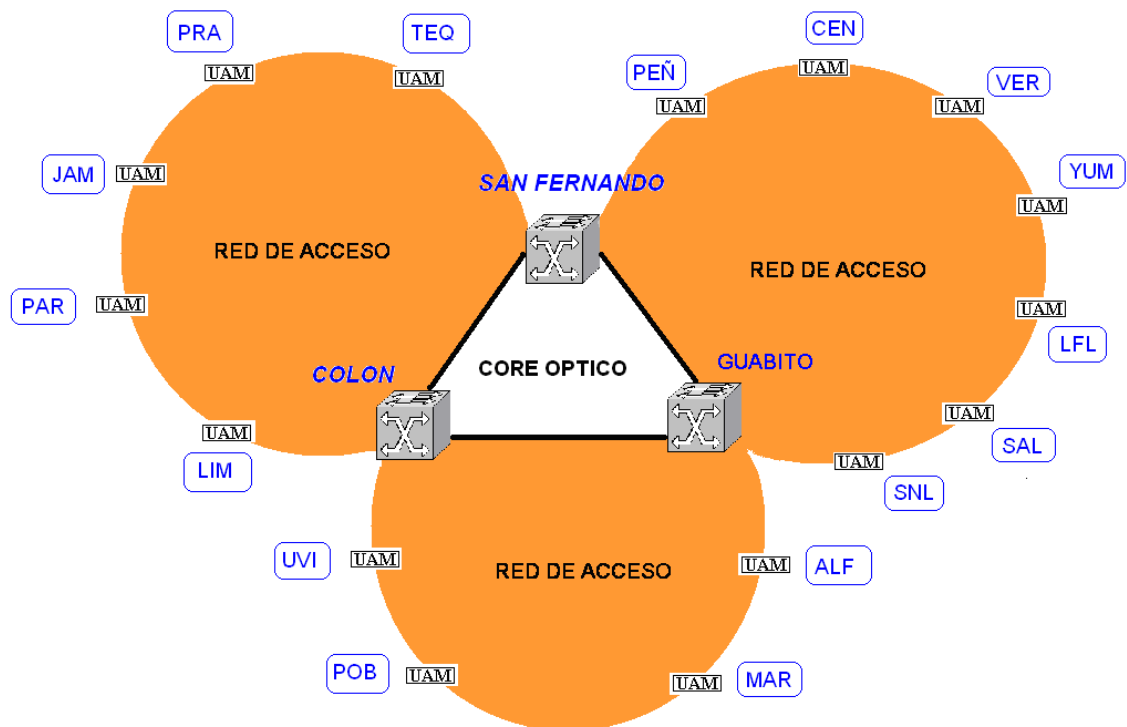 PRA
TEQ
CEN
PEÑ
VER
UAM
UAM
UAM
UAM
UAM
JAM
UAM
YUM
UAM
SAN FERNANDO
RED DE ACCESO
RED DE ACCESO
PAR
UAM
UAM
LFL
COLON
CORE OPTICO
GUABITO
UAM
LIM
UAM
SAL
UAM
SNL
UVI
UAM
RED DE ACCESO
UAM
ALF
POB
UAM
UAM
MAR